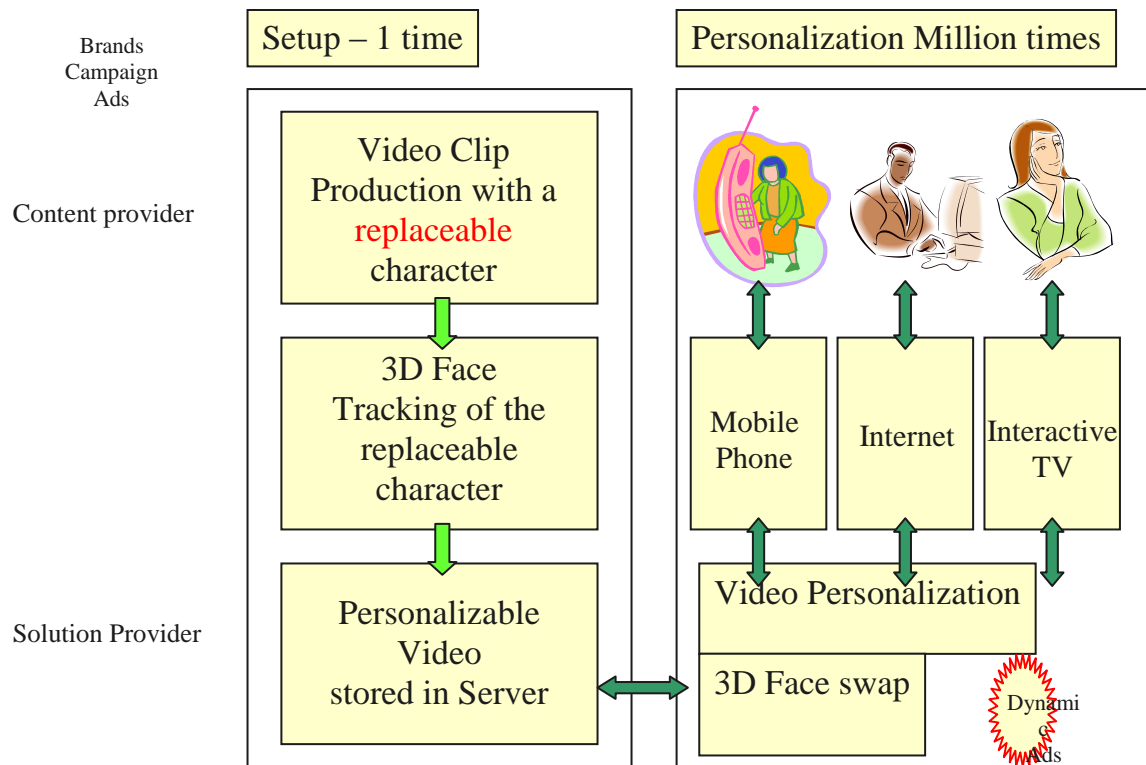 Brands
Campaign
Ads
Setup – 1 time
Personalization Million times
Content provider
Video Clip
Production with a
replaceable
character
3D Face
Tracking of the
replaceable
character
Mobile
Phone
Internet
Interactive
TV
Solution Provider
Personalizable
Video
stored in Server
Video Personalization
3D Face swap
Dynami
c
Ads